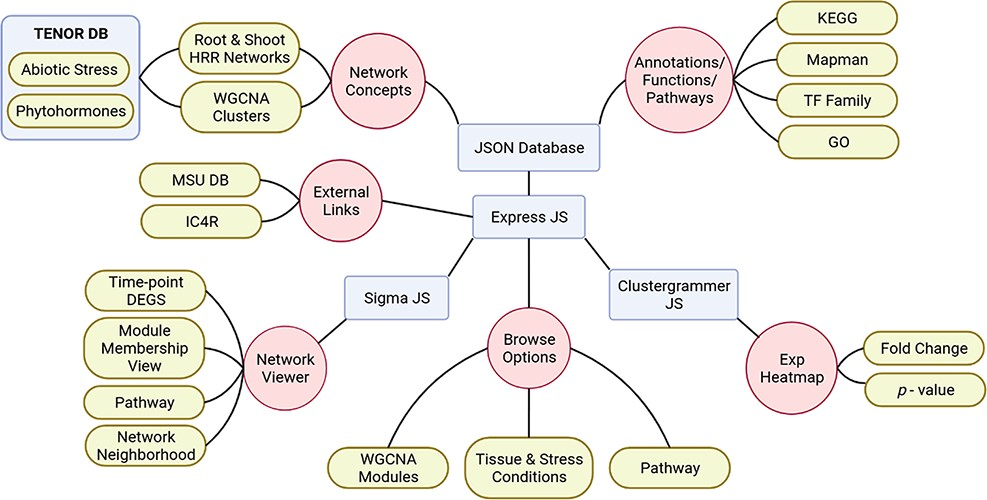 TENOR DB
Abiotic Stress
Phytohormones
Root & Shoot
HRR Networks
WGCNA
Clusters
Network
Concepts
Annotations/
Functions/
Pathways
KEGG
Mapman
TF Family
GO
JSON Database
MSU DB
IC4R
External
Links
Express JS
Sigma JS
Clustergrammer
JS
Time-point
DEGS
Module
Membership
View
Pathway
Network
Neighborhood
Network
Viewer
Browse
Options
WGCNA
Modules
Tissue & Stress
Conditions
Pathway
Exp
Heatmap
Fold Change
p - value